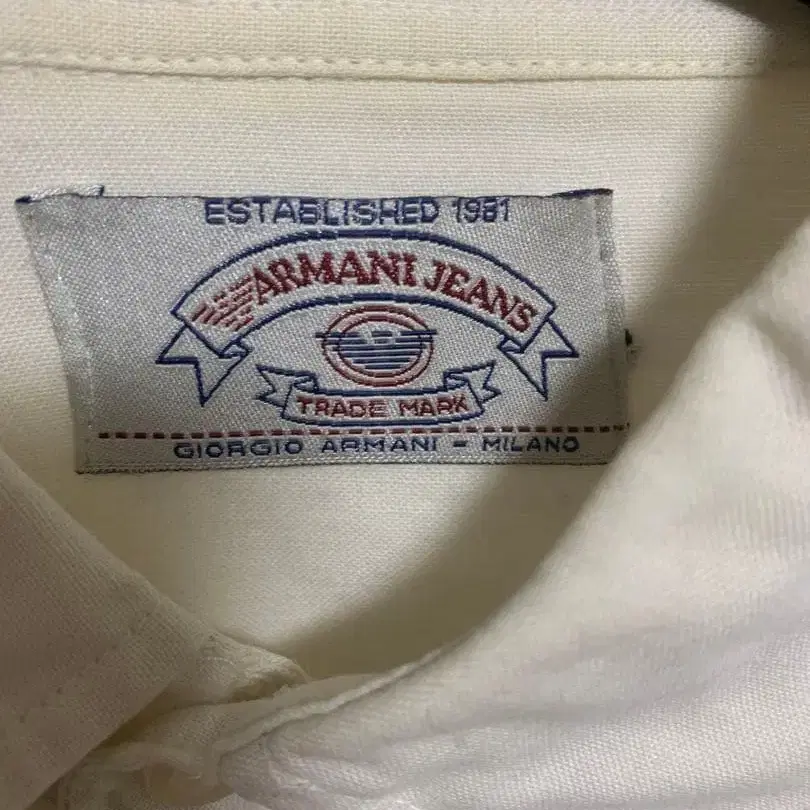 ESTABLISHED 1981
ARMANI JEANS
TRADE MARK
GIORGIO ARMANI - MILANO